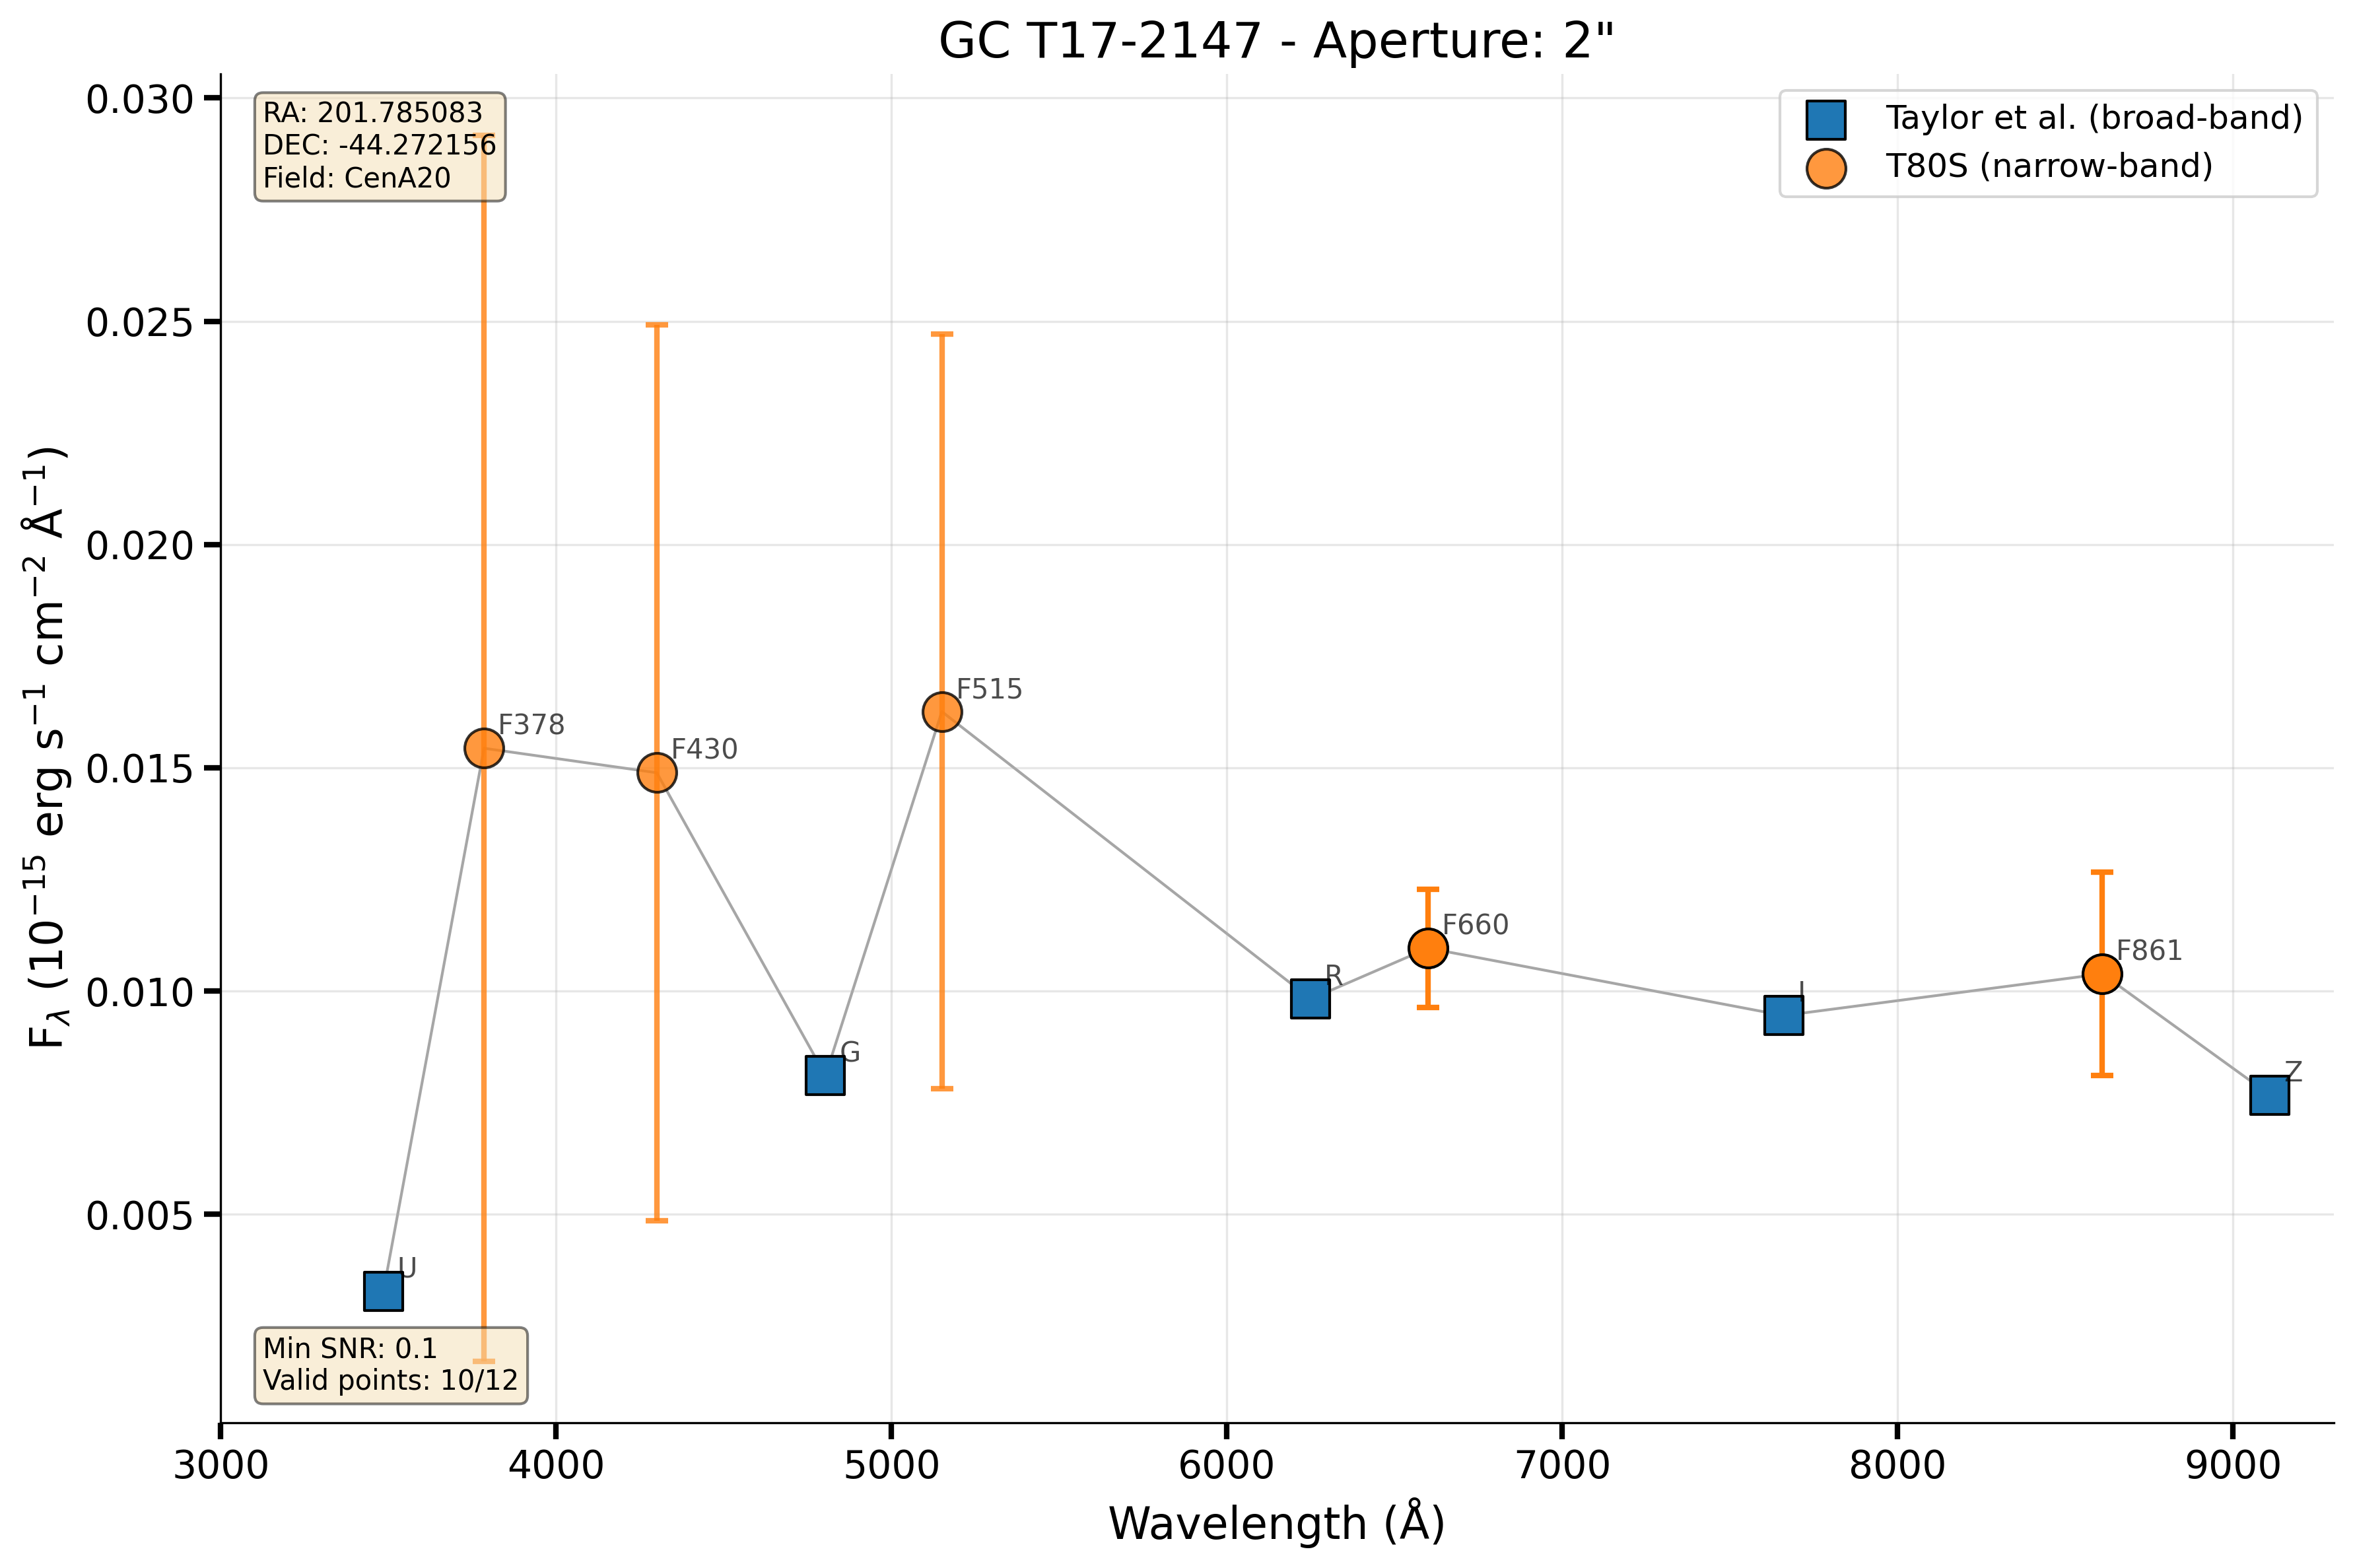 GC T17-2147 - Aperture: 2"
RA: 201.785083
DEC: -44.272156
Field: CenA20
Taylor et al. (broad-band)
T80S (narrow-band)
F_λ (10⁻¹⁵ erg s⁻¹ cm⁻² Å⁻¹)
0.030
0.025
0.020
0.015
0.010
0.005
U
F378
F430
G
F515
R
F660
I
F861
Z
Min SNR: 0.1
Valid points: 10/12
3000
4000
5000
6000
7000
8000
9000
Wavelength (Å)